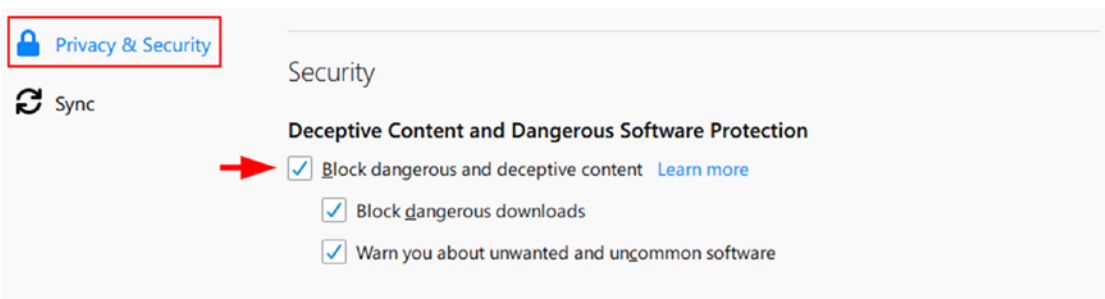 Privacy & Security
Sync
Security
Deceptive Content and Dangerous Software Protection
Block dangerous and deceptive content Learn more
Block dangerous downloads
Warn you about unwanted and uncommon software